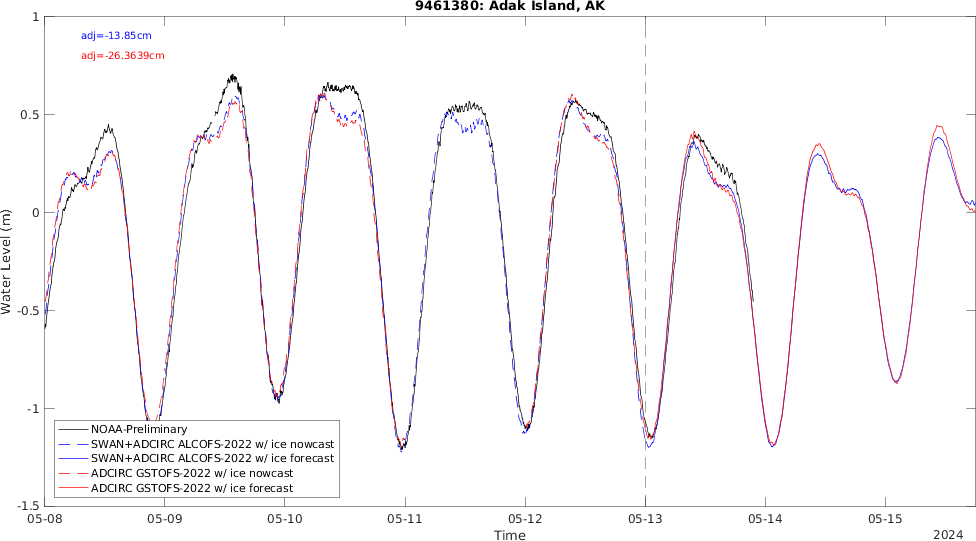 9461380: Adak Island, AK
adj=-13.85cm
adj=-26.3639cm
Water Level (m)
1
0.5
0
-0.5
-1
-1.5
NOAA-Preliminary
SWAN+ADCIRC ALCOFS-2022 w/ ice nowcast
SWAN+ADCIRC ALCOFS-2022 w/ ice forecast
ADCIRC GSTOFS-2022 w/ ice nowcast
ADCIRC GSTOFS-2022 w/ ice forecast
05-08 05-09 05-10 05-11 05-12 05-13 05-14 05-15
Time
2024